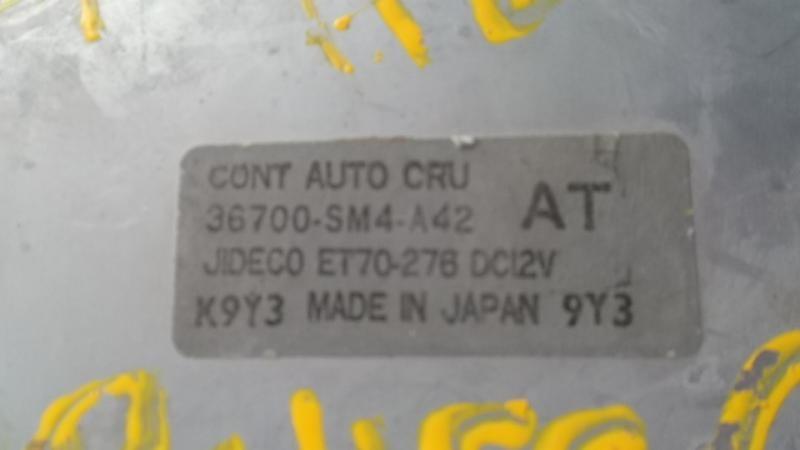 CONT AUTO CRU
36700-SM4-A42 AT
JIDECO ET70-276 DC12V
K9Y3 MADE IN JAPAN 9Y3